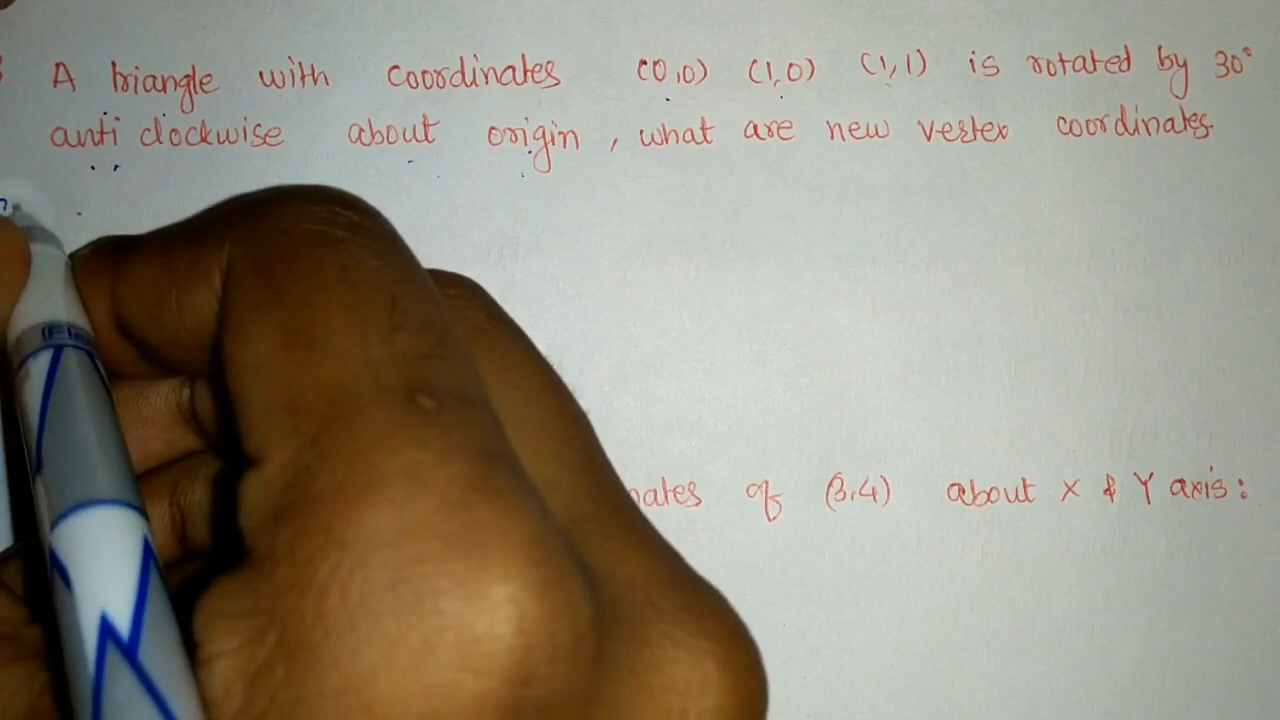 A triangle with coordinates (0,0) (1,0) (1,1) is rotated by 30°
anti clockwise about origin, what are new vertex coordinates.
of (3,4) about X & Y axis: